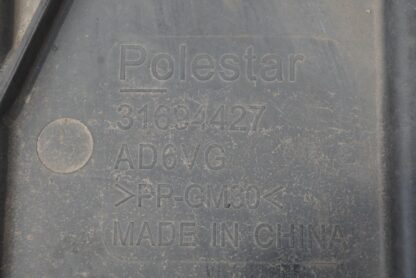 Polestar
31694427
AD6VG
>PP-GM30<
MADE IN CHINA